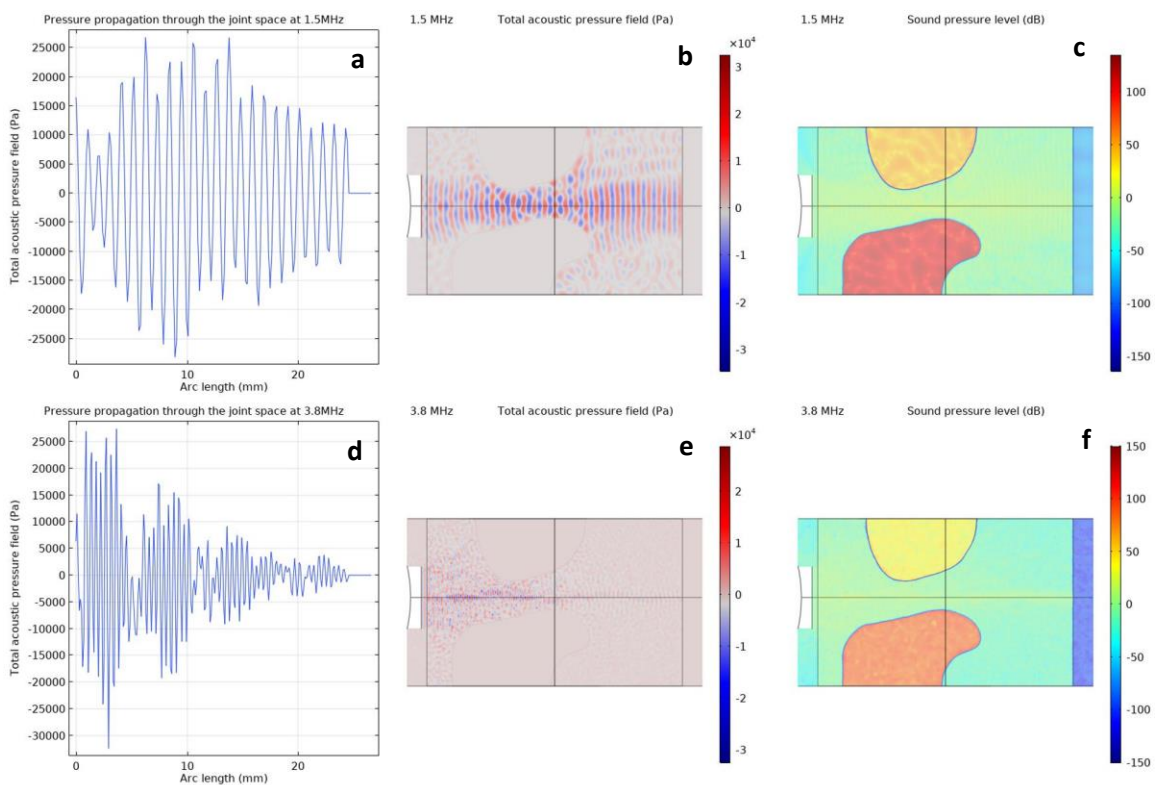 Pressure propagation through the joint space at 1.5MHz
a
25000
20000
15000
10000
5000
0
-5000
-10000
-15000
-20000
-25000
Total acoustic pressure field (Pa)
0
10
20
Arc length (mm)
1.5 MHz
Total acoustic pressure field (Pa)
b
×10⁴
3
2
1
0
-1
-2
-3
1.5 MHz
Sound pressure level (dB)
c
100
50
0
-50
-100
-150
Pressure propagation through the joint space at 3.8MHz
d
25000
20000
15000
10000
5000
0
-5000
-10000
-15000
-20000
-25000
-30000
Total acoustic pressure field (Pa)
0
10
20
Arc length (mm)
3.8 MHz
Total acoustic pressure field (Pa)
e
×10⁴
2
1
0
-1
-2
-3
3.8 MHz
Sound pressure level (dB)
f
150
100
50
0
-50
-100
-150